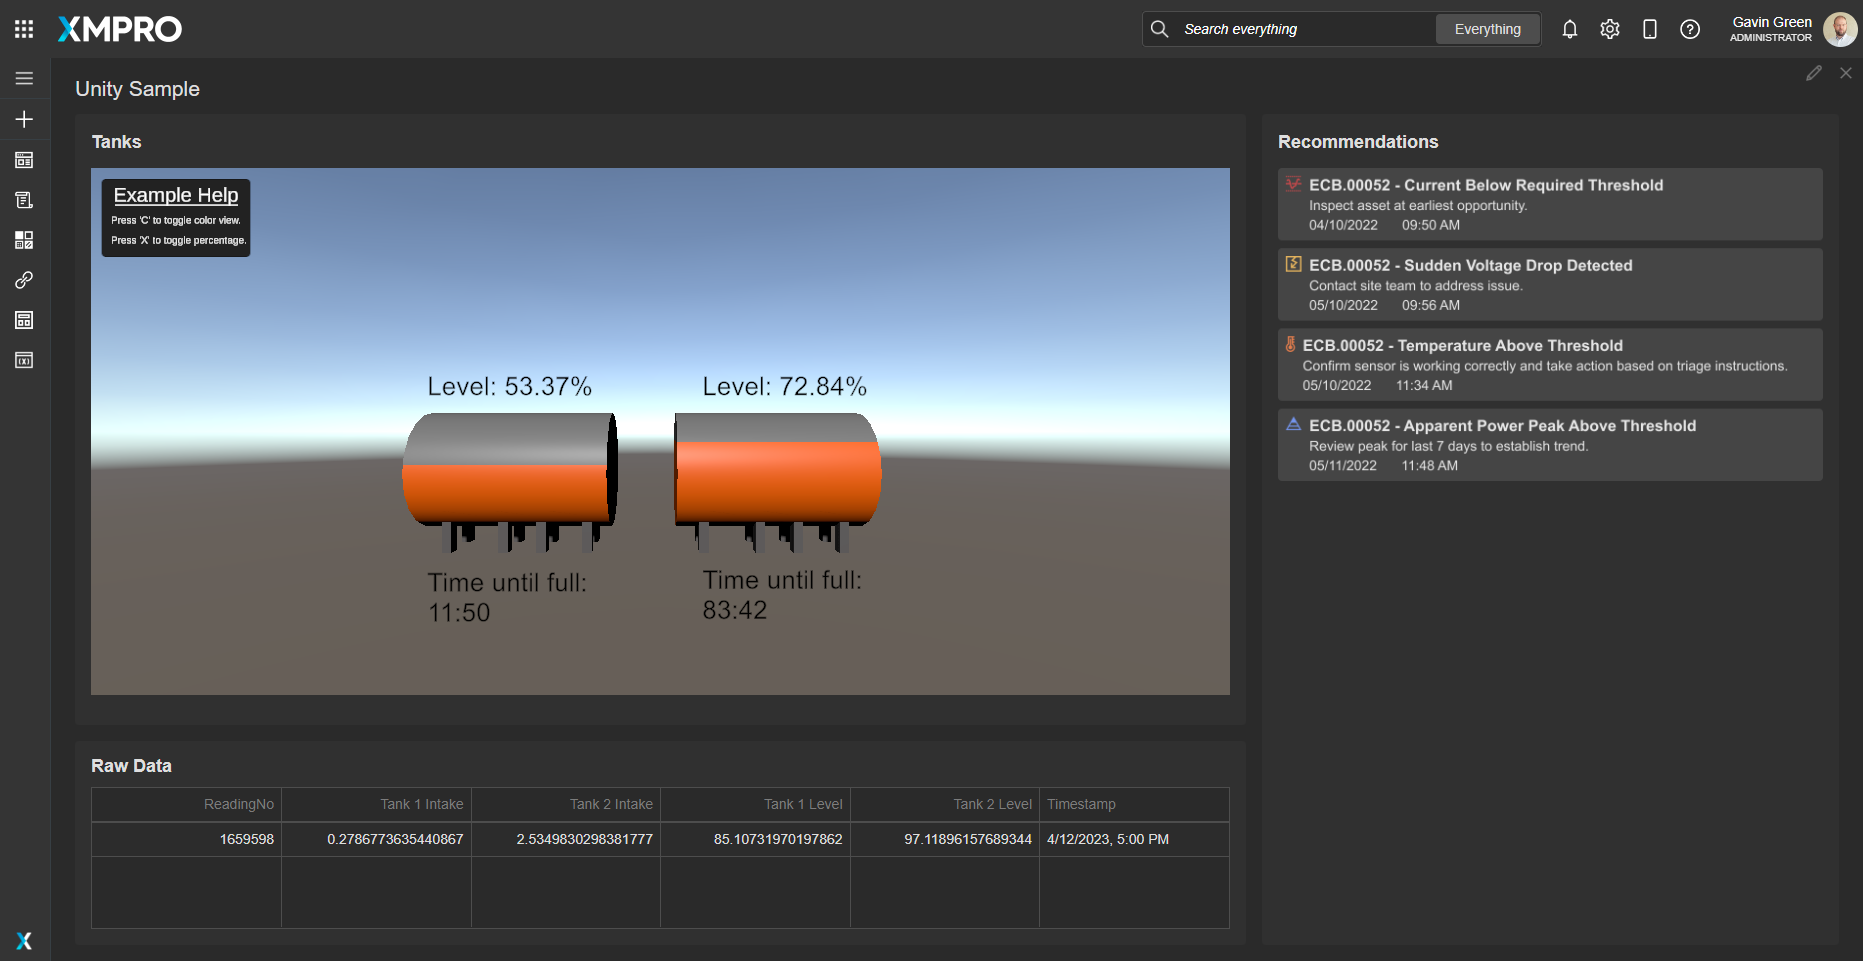 XMPRO
Search everything
Everything
Gavin Green
ADMINISTRATOR
Unity Sample
Tanks
Example Help
Press 'C' to toggle color view.
Press 'X' to toggle percentage.
Level: 53.37%
Level: 72.84%
Time until full:
11:50
Time until full:
83:42
Recommendations
ECB.00052 - Current Below Required Threshold
Inspect asset at earliest opportunity.
04/10/2022 09:50 AM
ECB.00052 - Sudden Voltage Drop Detected
Contact site team to address issue.
05/10/2022 09:56 AM
ECB.00052 - Temperature Above Threshold
Confirm sensor is working correctly and take action based on triage instructions.
05/10/2022 11:34 AM
ECB.00052 - Apparent Power Peak Above Threshold
Review peak for last 7 days to establish trend.
05/11/2022 11:48 AM
Raw Data
ReadingNo Tank 1 Intake Tank 2 Intake Tank 1 Level Tank 2 Level Timestamp
1659598 0.2786773635440867 2.5349830298381777 85.10731970197862 97.11896157689344 4/12/2023, 5:00 PM